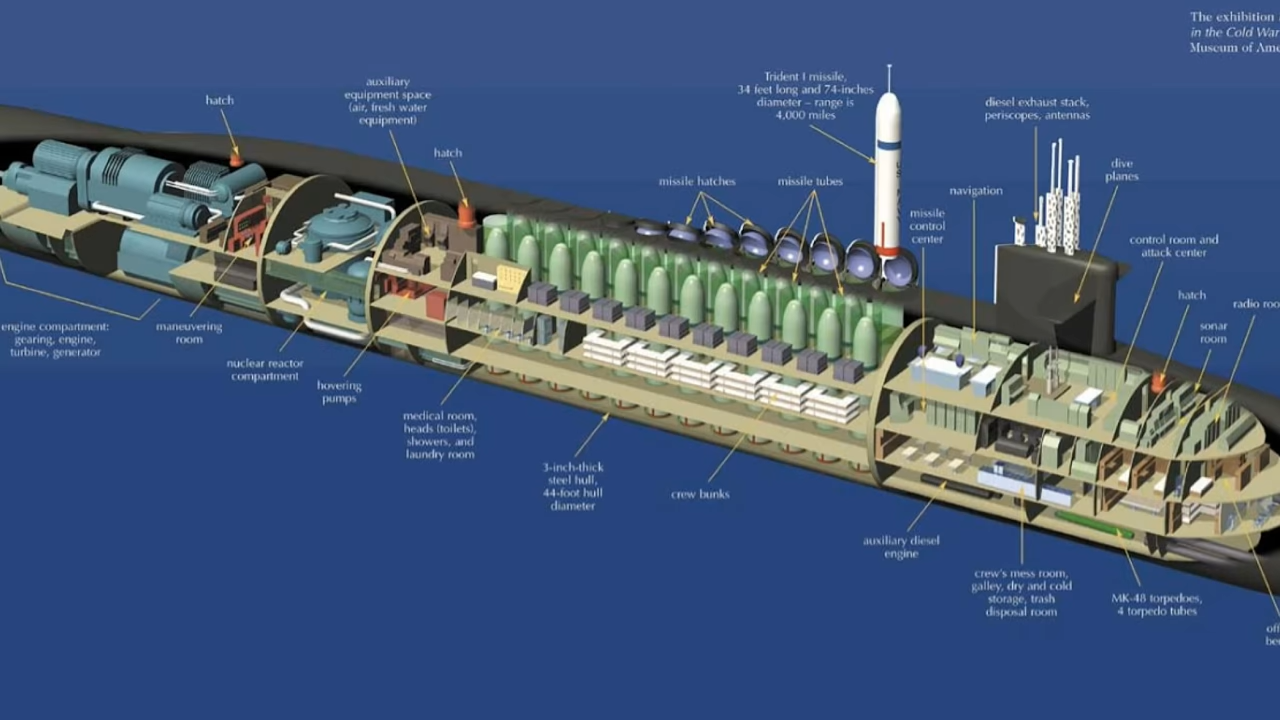 The exhibition
in the Cold War
Museum of Ame
hatch
auxiliary
equipment space
(air, fresh water
equipment)
hatch
Trident I missile,
34 feet long and 74-inches
diameter – range is
4,000 miles
diesel exhaust stack,
periscopes, antennas
missile hatches
missile tubes
missile
control
center
navigation
dive
planes
control room and
attack center
hatch
sonar
room
radio roo
engine compartment:
gearing, engine,
turbine, generator
maneuvering
room
nuclear reactor
compartment
hovering
pumps
medical room,
heads (toilets),
showers, and
laundry room
3-inch-thick
steel hull,
44-foot hull
diameter
crew bunks
auxiliary diesel
engine
crew's mess room,
galley, dry and cold
storage, trash
disposal room
MK-48 torpedoes,
4 torpedo tubes
off
be